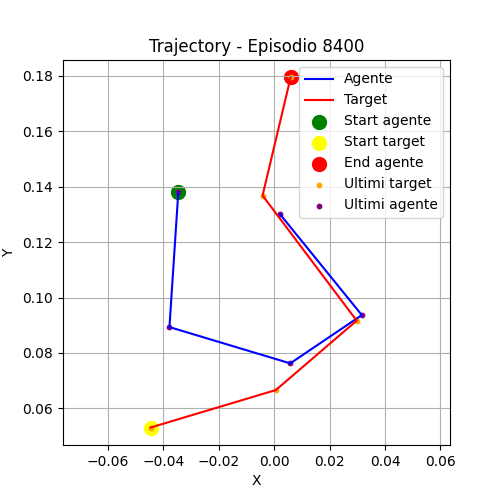 Trajectory - Episodio 8400
Agente
Target
Start agente
Start target
End agente
Ultimi target
Ultimi agente
0.18
0.16
0.14
0.12
0.10
0.08
0.06
Y
−0.06
−0.04
−0.02
0.00
0.02
0.04
0.06
X